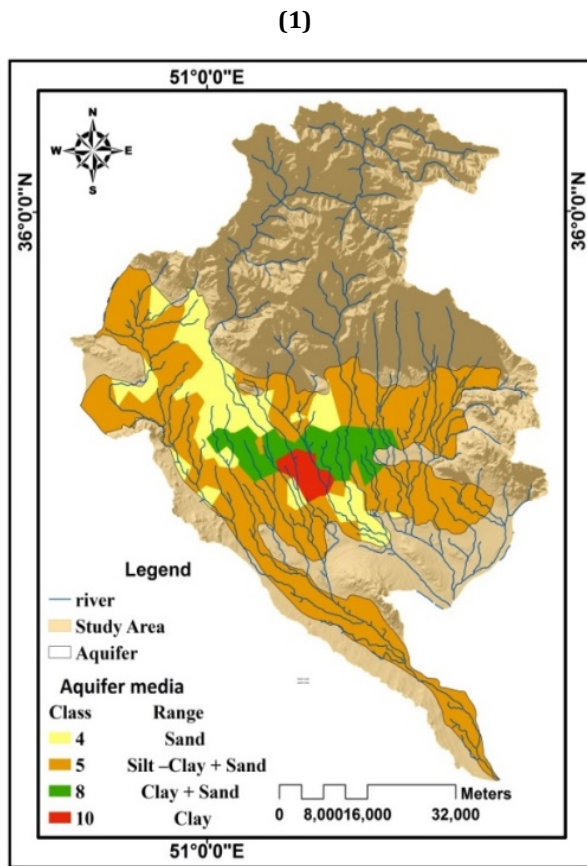 (1)
51°0'0"E
N
W E
S
36°0'0"N
36°0'0"N
Legend
river
Study Area
Aquifer
Aquifer media
Class Range
4 Sand
5 Silt –Clay + Sand
8 Clay + Sand
10 Clay
Meters
0 8,00016,000 32,000
51°0'0"E